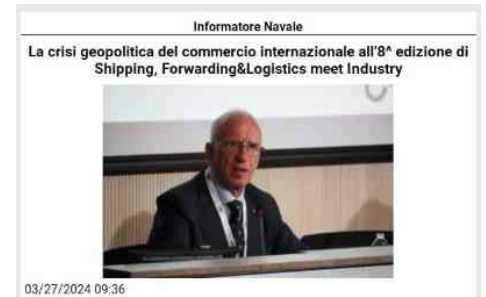 Informatore Navale
La crisi geopolitica del commercio internazionale all'8^ edizione di
Shipping, Forwarding&Logistics meet Industry
03/27/2024 09:36